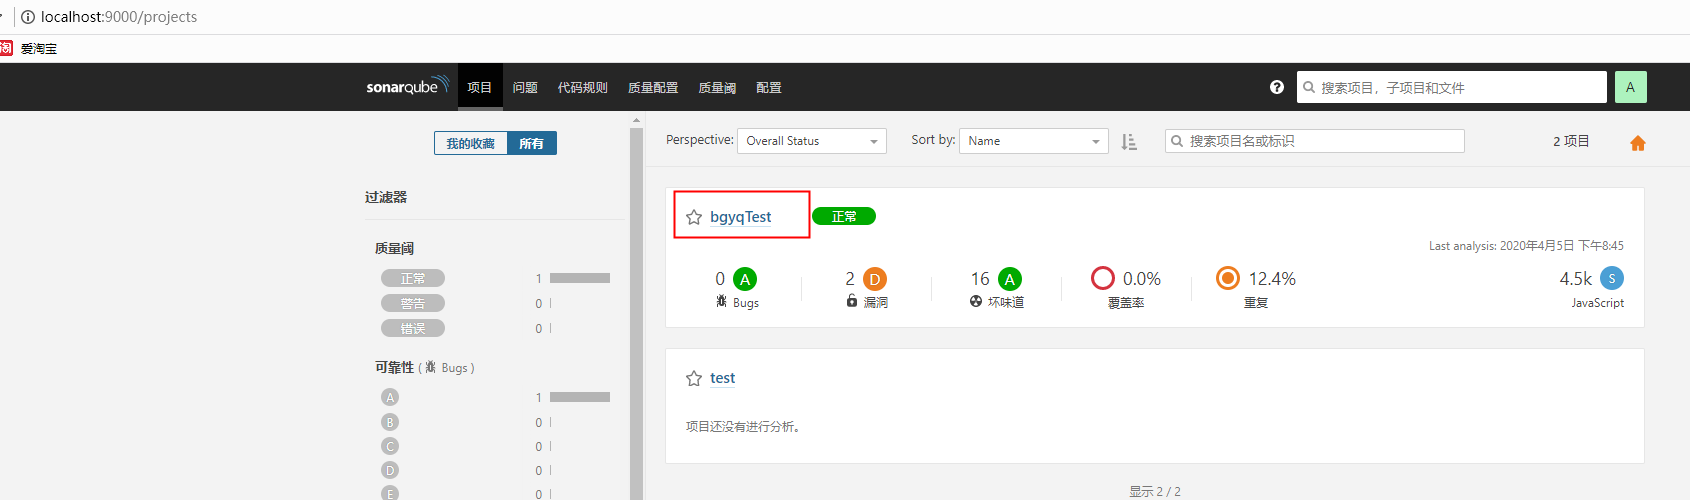 localhost:9000/projects
淘 爱淘宝
sonarqube 项目 问题 代码规则 质量配置 质量阈 配置 ? 搜索项目，子项目和文件 A
我的收藏 所有
Perspective: Overall Status Sort by: Name 搜索项目名或标识 2 项目
过滤器
质量阈
正常 1
警告 0
错误 0
可靠性 ( Bugs )
A 1
B 0
C 0
D 0
E 0
bgyqTest 正常
Last analysis: 2020年4月5日 下午8:45
0 A 2 D 16 A 0.0% 12.4% 4.5k S
Bugs 漏洞 坏味道 覆盖率 重复 JavaScript
test
项目还没有进行分析。
显示 2 / 2